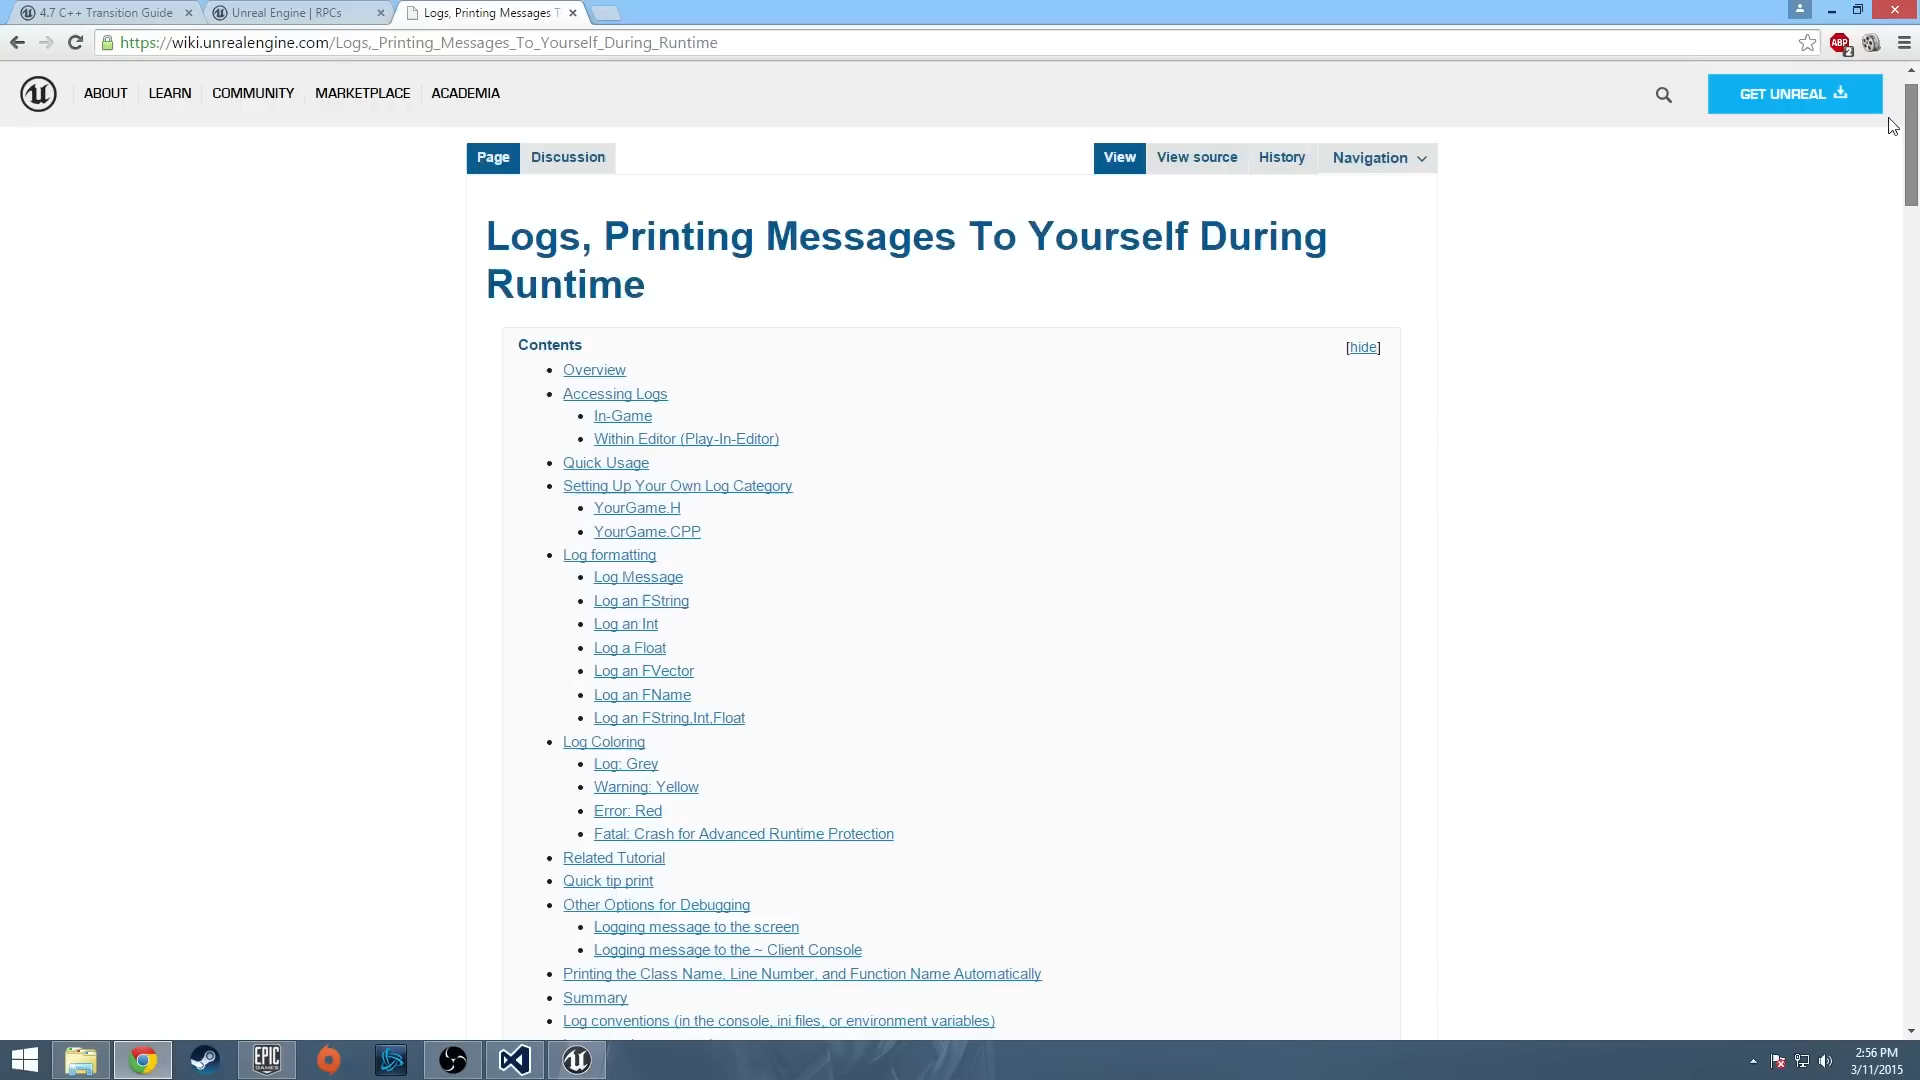 4.7 C++ Transition Guide
Unreal Engine | RPCs
Logs, Printing Messages T
https://wiki.unrealengine.com/Logs,_Printing_Messages_To_Yourself_During_Runtime
ABP
2
ABOUT
LEARN
COMMUNITY
MARKETPLACE
ACADEMIA
GET UNREAL
Page
Discussion
View
View source
History
Navigation
Logs, Printing Messages To Yourself During
Runtime
Contents
[hide]
Overview
Accessing Logs
In-Game
Within Editor (Play-In-Editor)
Quick Usage
Setting Up Your Own Log Category
YourGame.H
YourGame.CPP
Log formatting
Log Message
Log an FString
Log an Int
Log a Float
Log an FVector
Log an FName
Log an FString,Int,Float
Log Coloring
Log: Grey
Warning: Yellow
Error: Red
Fatal: Crash for Advanced Runtime Protection
Related Tutorial
Quick tip print
Other Options for Debugging
Logging message to the screen
Logging message to the ~ Client Console
Printing the Class Name, Line Number, and Function Name Automatically
Summary
Log conventions (in the console, ini files, or environment variables)
EPIC
GAMES
2:56 PM
3/11/2015